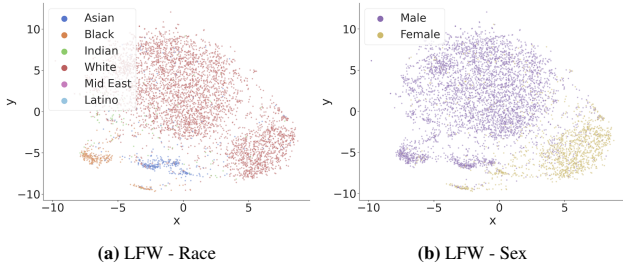 Asian
Black
Indian
White
Mid East
Latino
10
5
0
−5
−10
y
−10
−5
0
5
x
(a) LFW - Race
Male
Female
10
5
0
−5
−10
y
−10
−5
0
5
x
(b) LFW - Sex